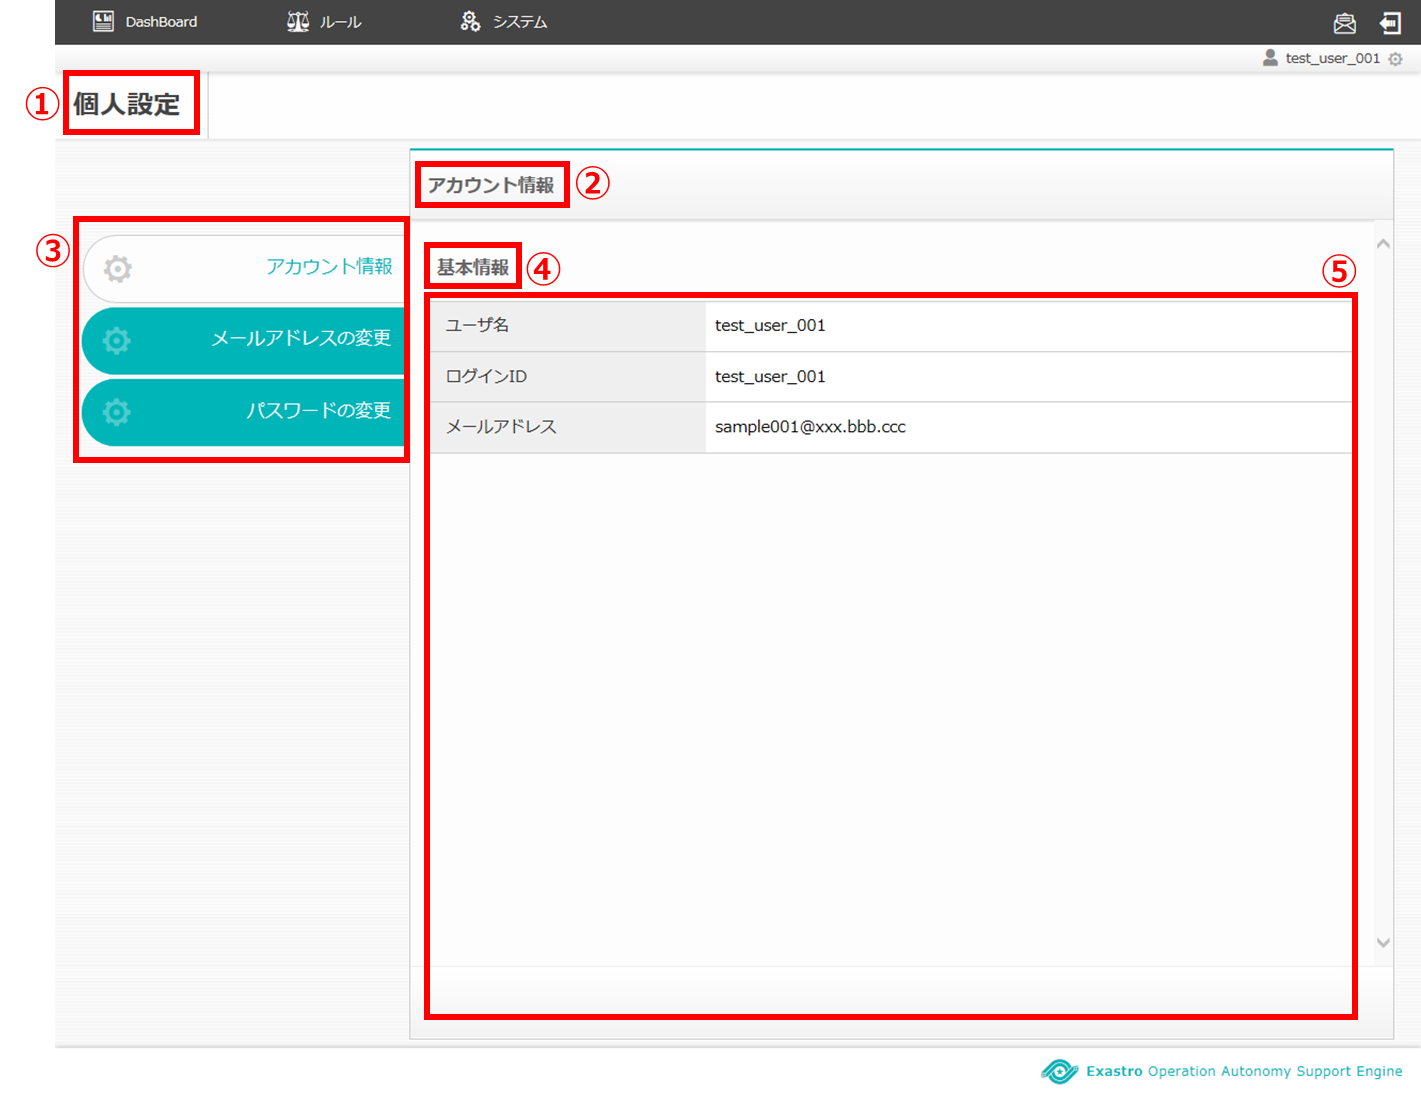 DashBoard ルール システム
test_user_001
① 個人設定
アカウント情報 ②
③
アカウント情報
メールアドレスの変更
パスワードの変更
基本情報 ④
⑤
ユーザ名 test_user_001
ログインID test_user_001
メールアドレス sample001@xxx.bbb.ccc
Exastro Operation Autonomy Support Engine